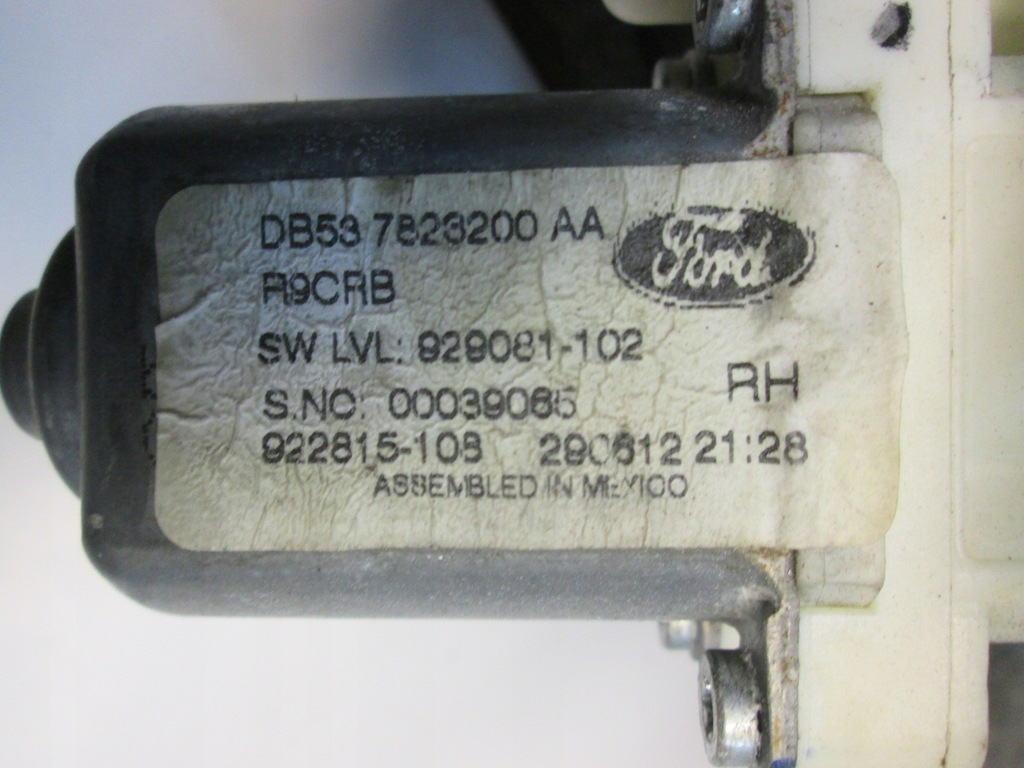 DB53 7823200 AA
Ford
R9CRB
SW LVL: 929081-102
RH
S.NO: 00039065
922815-108 290612 21:28
ASSEMBLED IN MEXICO